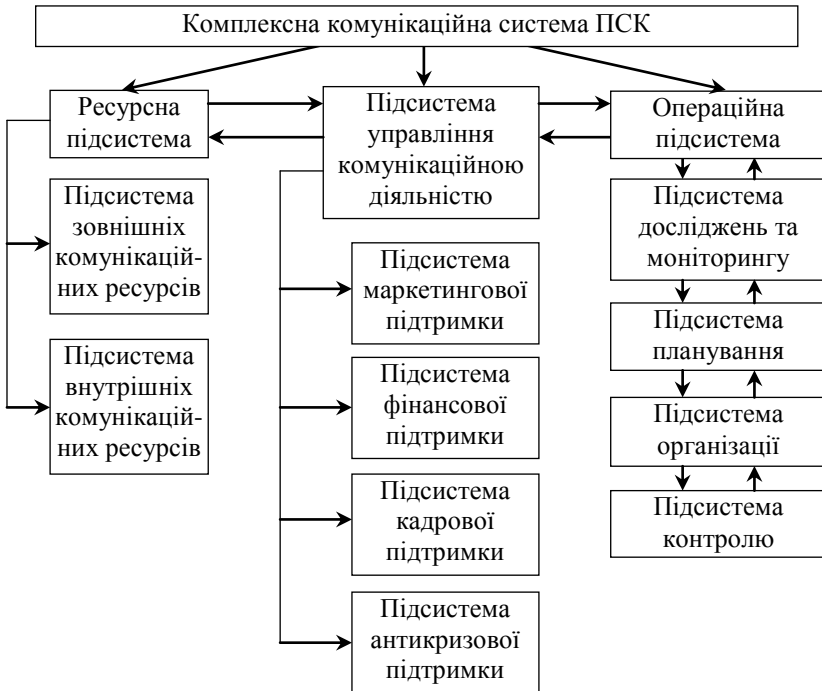 Комплексна комунікаційна система ПСК
Ресурсна
підсистема
Підсистема
зовнішніх
комунікацій-
них ресурсів
Підсистема
внутрішніх
комунікацій-
них ресурсів
Підсистема
управління
комунікаційною
діяльністю
Підсистема
маркетингової
підтримки
Підсистема
фінансової
підтримки
Підсистема
кадрової
підтримки
Підсистема
антикризової
підтримки
Операційна
підсистема
Підсистема
досліджень та
моніторингу
Підсистема
планування
Підсистема
організації
Підсистема
контролю